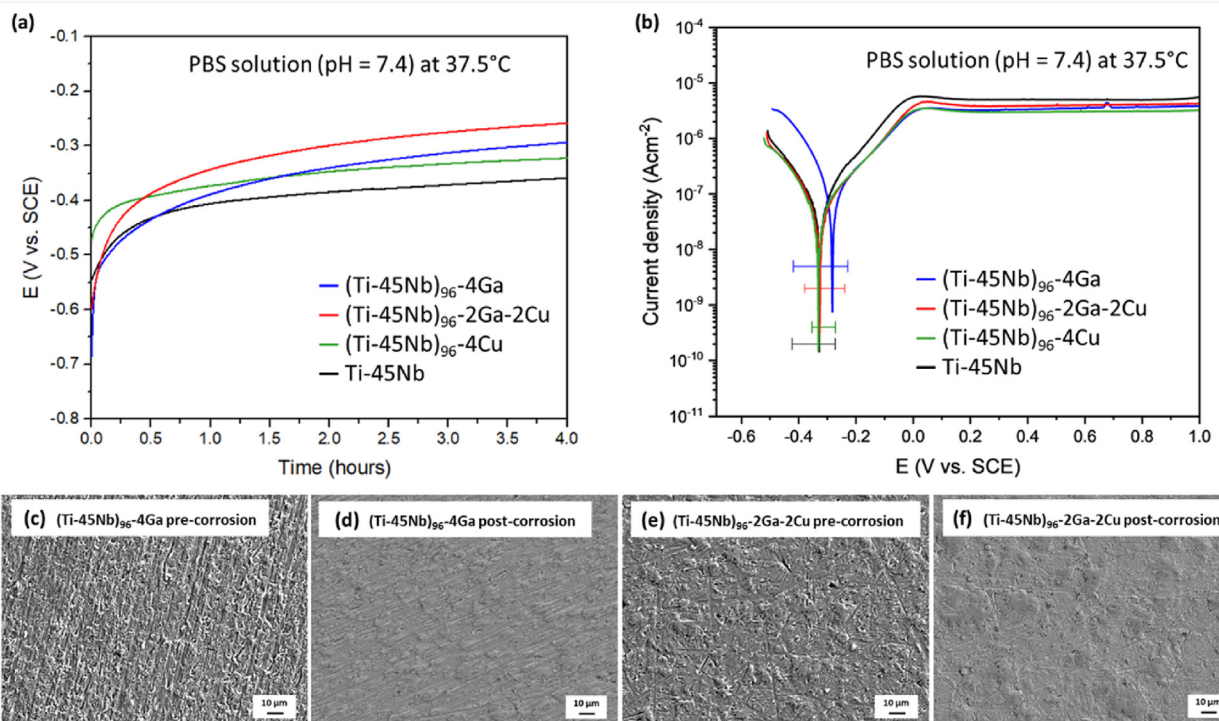 (a)
-0.1
-0.2
-0.3
-0.4
-0.5
-0.6
-0.7
-0.8
E (V vs. SCE)
PBS solution (pH = 7.4) at 37.5°C
(Ti-45Nb)₉₆-4Ga
(Ti-45Nb)₉₆-2Ga-2Cu
(Ti-45Nb)₉₆-4Cu
Ti-45Nb
0.0 0.5 1.0 1.5 2.0 2.5 3.0 3.5 4.0
Time (hours)
(b)
10⁻⁴
10⁻⁵
10⁻⁶
10⁻⁷
10⁻⁸
10⁻⁹
10⁻¹⁰
10⁻¹¹
Current density (Acm⁻²)
PBS solution (pH = 7.4) at 37.5°C
(Ti-45Nb)₉₆-4Ga
(Ti-45Nb)₉₆-2Ga-2Cu
(Ti-45Nb)₉₆-4Cu
Ti-45Nb
-0.6 -0.4 -0.2 0.0 0.2 0.4 0.6 0.8 1.0
E (V vs. SCE)
(c) (Ti-45Nb)₉₆-4Ga pre-corrosion
10 µm
(d) (Ti-45Nb)₉₆-4Ga post-corrosion
10 µm
(e) (Ti-45Nb)₉₆-2Ga-2Cu pre-corrosion
10 µm
(f) (Ti-45Nb)₉₆-2Ga-2Cu post-corrosion
10 µm